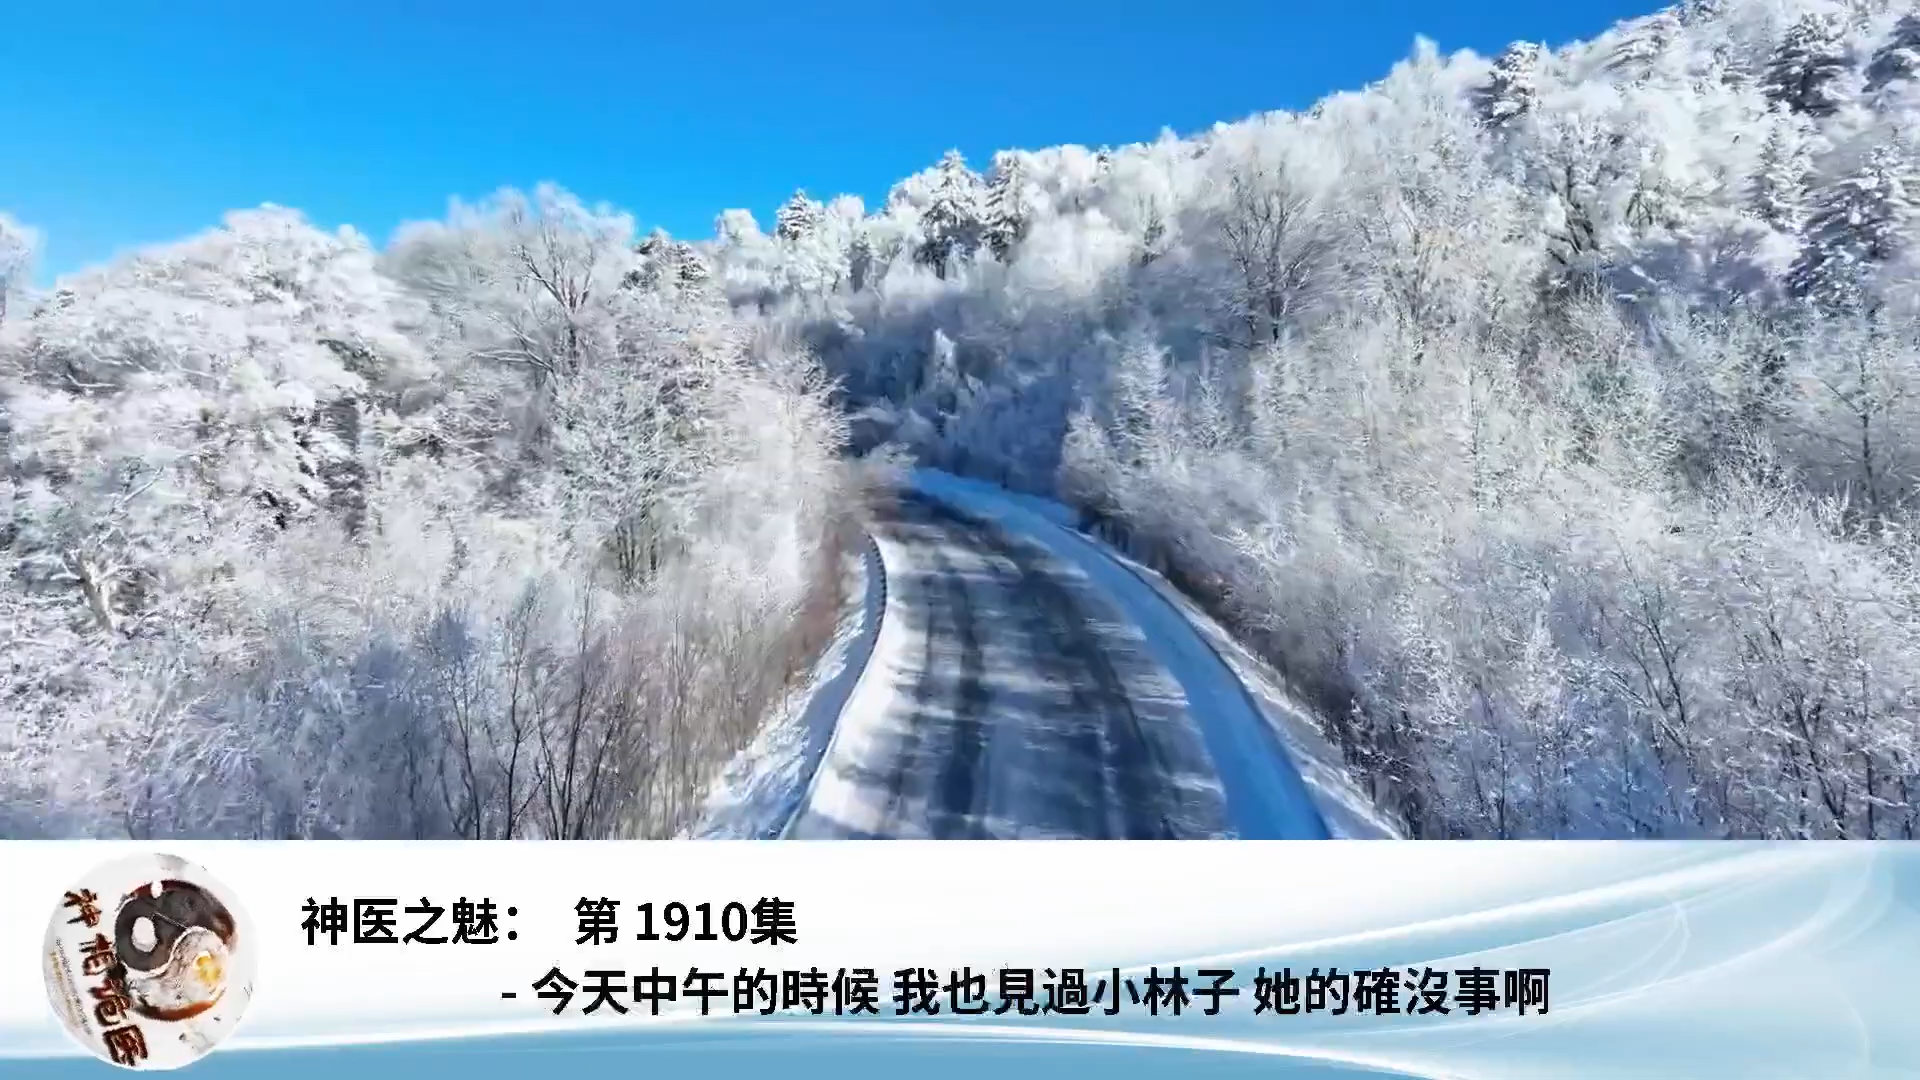 神医之魅： 第 1910集
- 今天中午的時候 我也見過小林子 她的確沒事啊